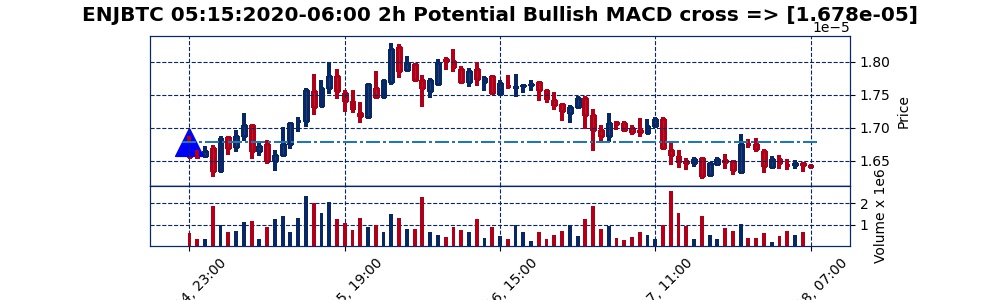 ENJBTC 05:15:2020-06:00 2h Potential Bullish MACD cross => [1.678e-05]
1e−5
1.80
1.75
1.70
1.65
Price
2
1
Volume x 1e6
4, 23:00
5, 19:00
6, 15:00
7, 11:00
8, 07:00